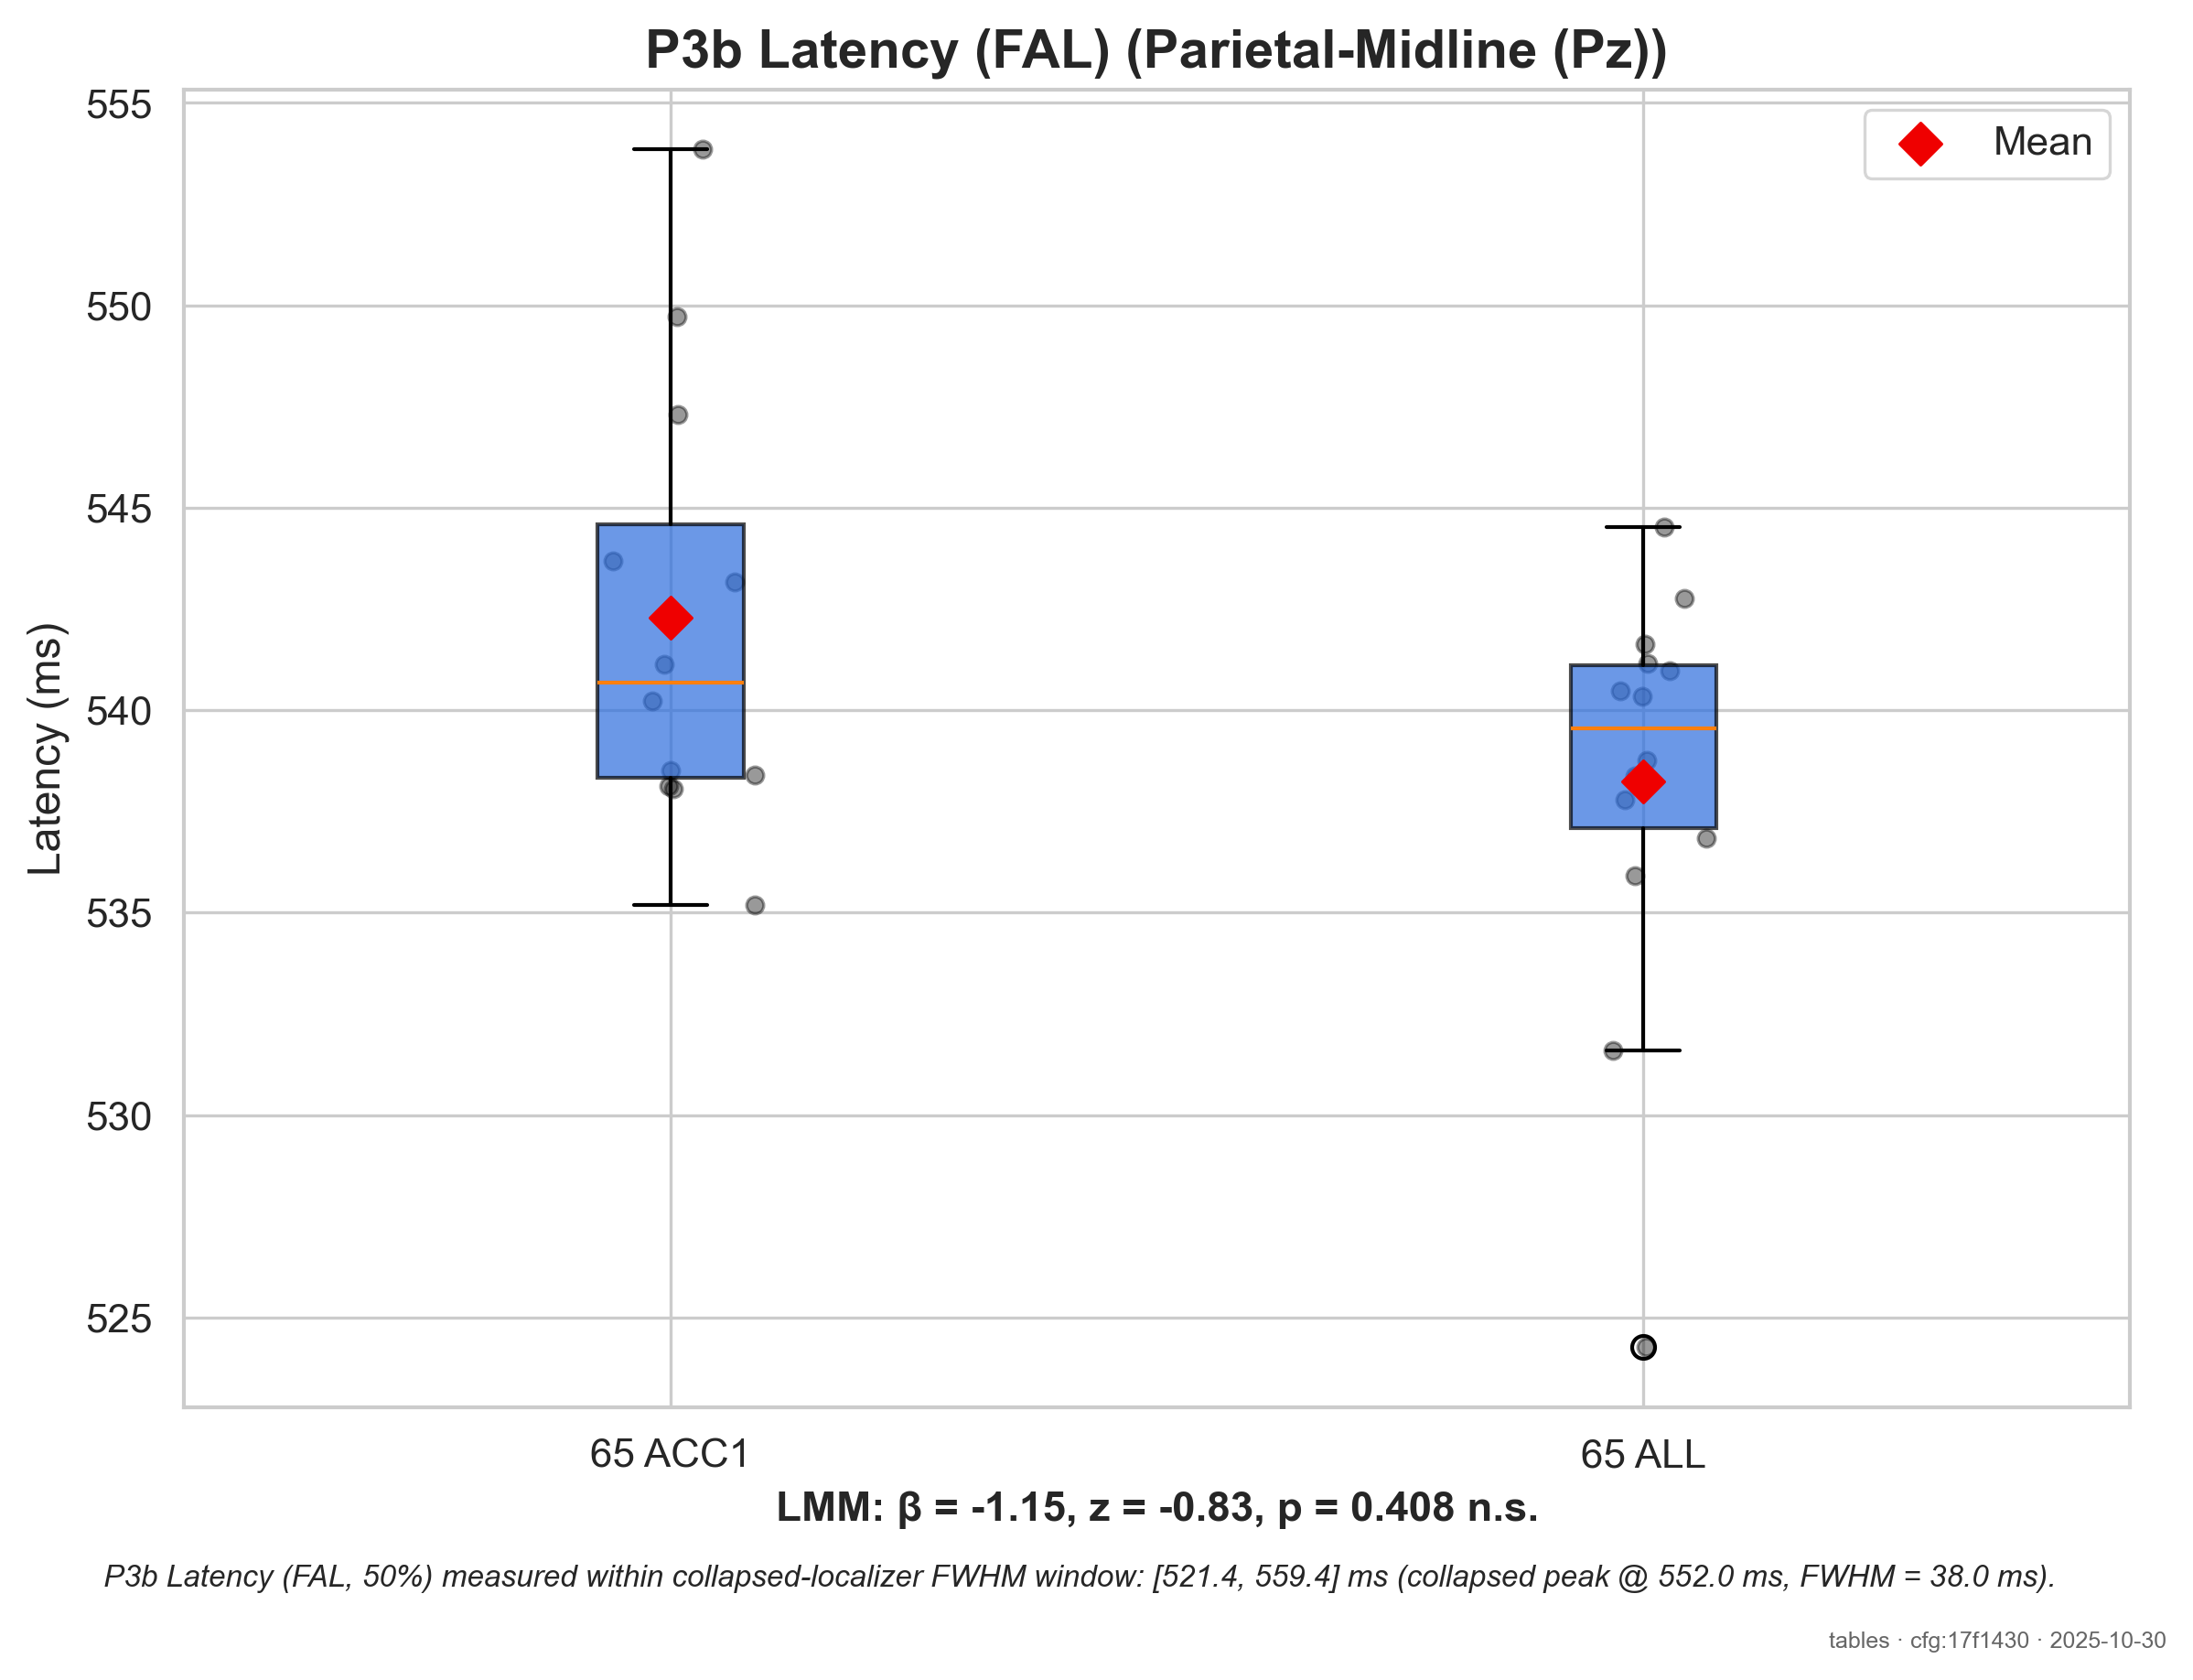 P3b Latency (FAL) (Parietal-Midline (Pz))
Mean
Latency (ms)
555
550
545
540
535
530
525
65 ACC1
65 ALL
LMM: β = -1.15, z = -0.83, p = 0.408 n.s.
P3b Latency (FAL, 50%) measured within collapsed-localizer FWHM window: [521.4, 559.4] ms (collapsed peak @ 552.0 ms, FWHM = 38.0 ms).
tables · cfg:17f1430 · 2025-10-30